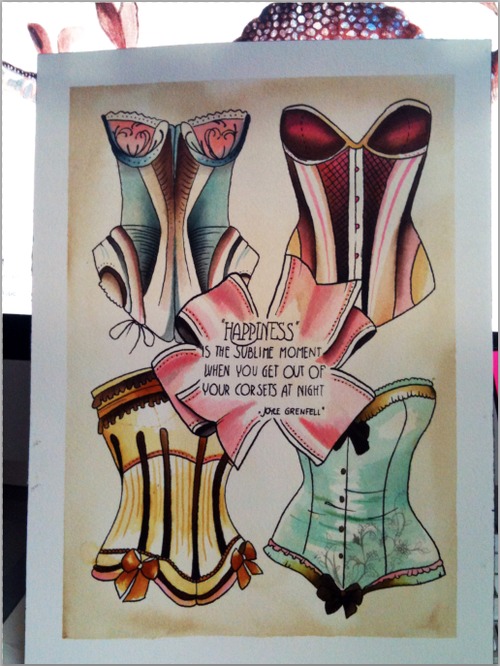 "HAPPINESS"
IS THE SUBLIME MOMENT
WHEN YOU GET OUT OF
YOUR CORSETS AT NIGHT
- JOYCE GRENFELL"